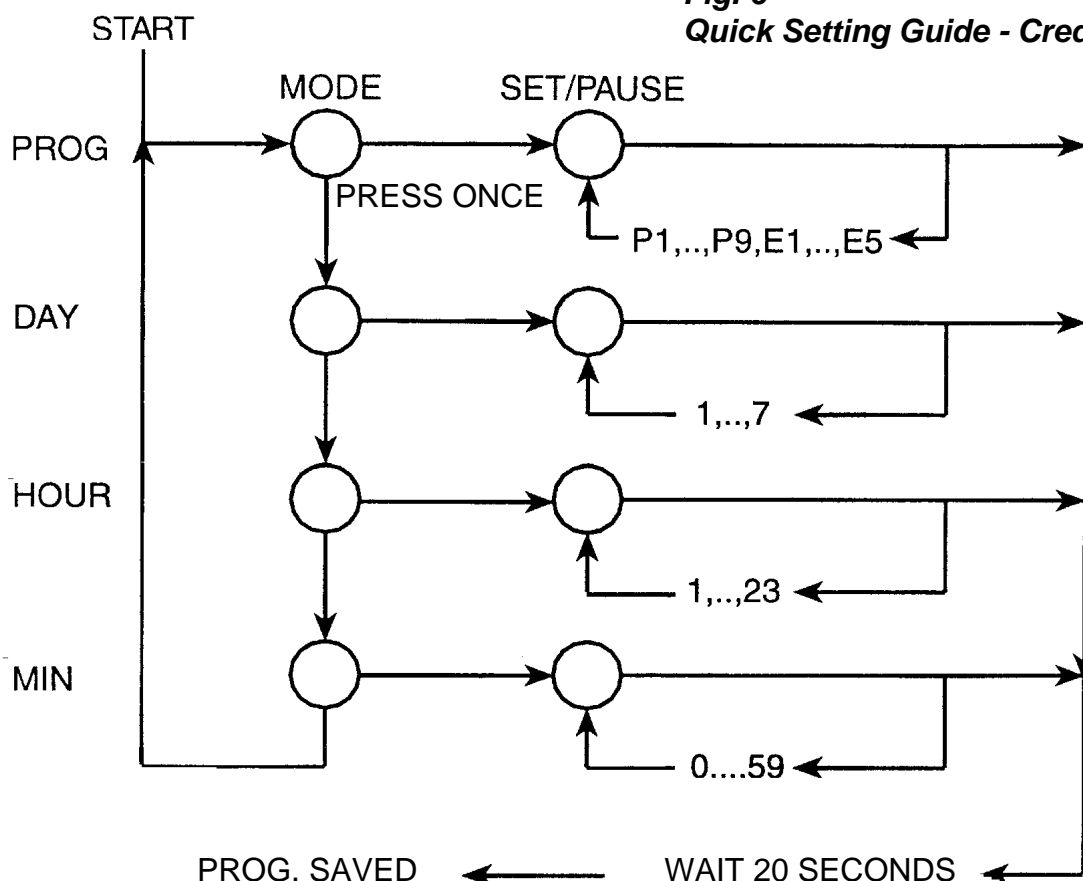 Quick Setting Guide -
START
MODE SET/PAUSE
PROG
PRESS ONCE
P1,..,P9,E1,..,E5
DAY
1,..,7
HOUR
1,..,23
MIN
0....59
PROG. SAVED WAIT 20 SECONDS